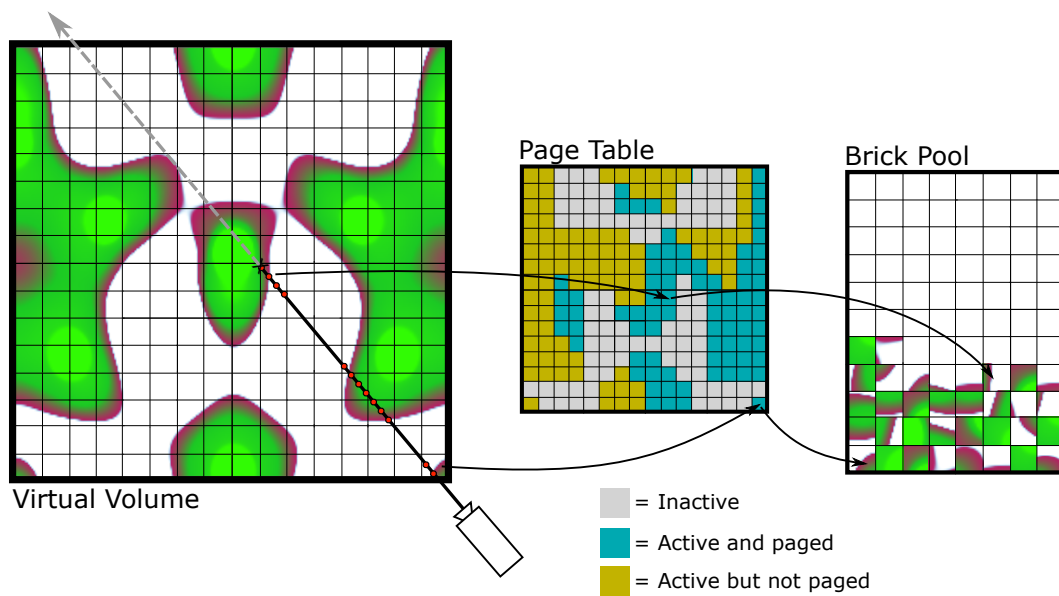 Page Table
Brick Pool
Virtual Volume
= Inactive
= Active and paged
= Active but not paged